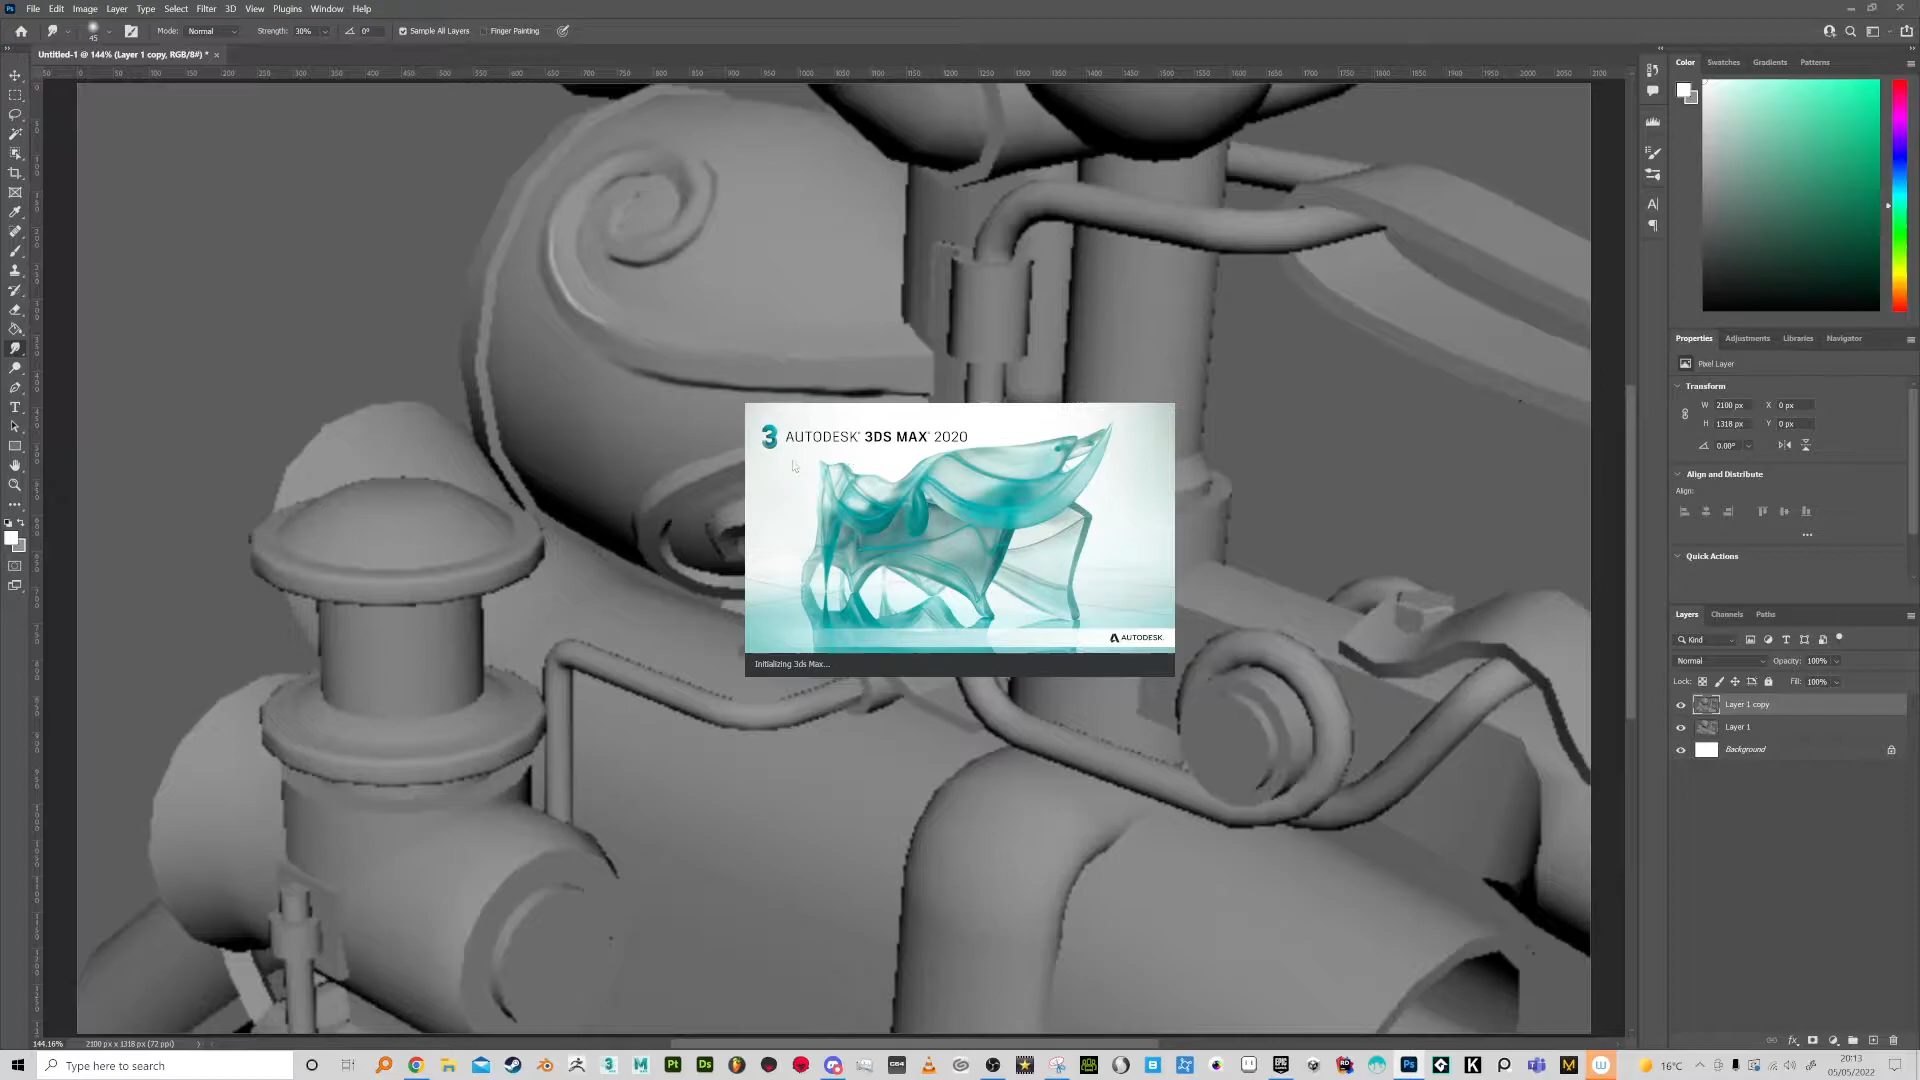 File Edit Image Layer Type Select Filter 3D View Plugins Window Help
45 Mode: Normal Strength: 30% 0° Sample All Layers Finger Painting
Untitled-1 @ 144% (Layer 1 copy, RGB/8#) *
Color Swatches Gradients Patterns
3 AUTODESK® 3DS MAX® 2020
AUTODESK.
Initializing 3ds Max...
Properties Adjustments Libraries Navigator
Pixel Layer
Transform
W 2100 px X 0 px
H 1318 px Y 0 px
0.00°
Align and Distribute
Align:
Quick Actions
Layers Channels Paths
Kind
Normal Opacity: 100%
Lock: Fill: 100%
Layer 1 copy
Layer 1
Background
144.16% 2100 px x 1318 px (72 ppi)
Type here to search
16°C
20:13
05/05/2022